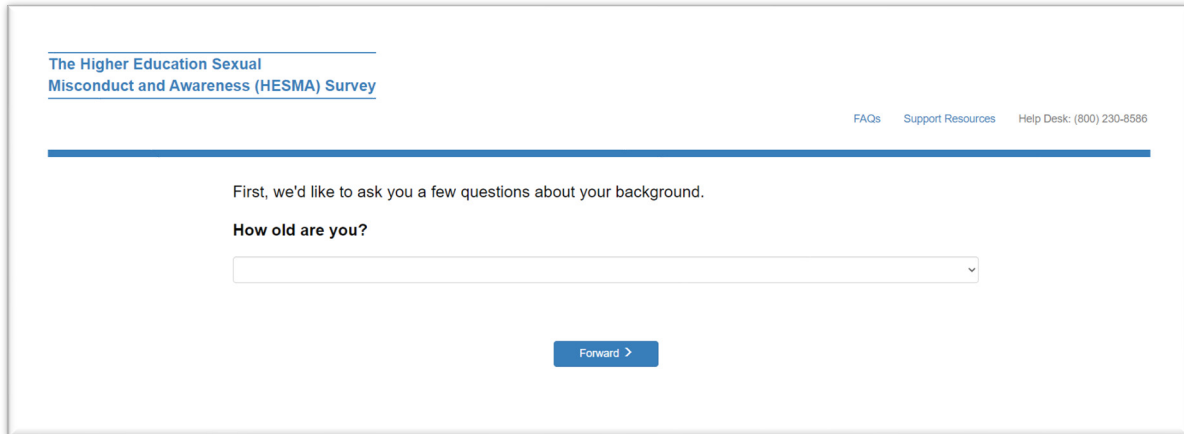 The Higher Education Sexual
Misconduct and Awareness (HESMA) Survey
FAQs Support Resources Help Desk: (800) 230-8586
First, we'd like to ask you a few questions about your background.
How old are you?
Forward >